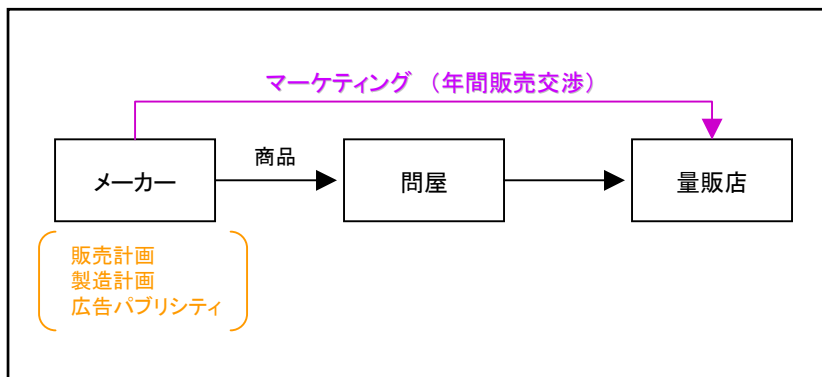 マーケティング （年間販売交渉）
メーカー
商品
問屋
量販店
販売計画
製造計画
広告パブリシティ